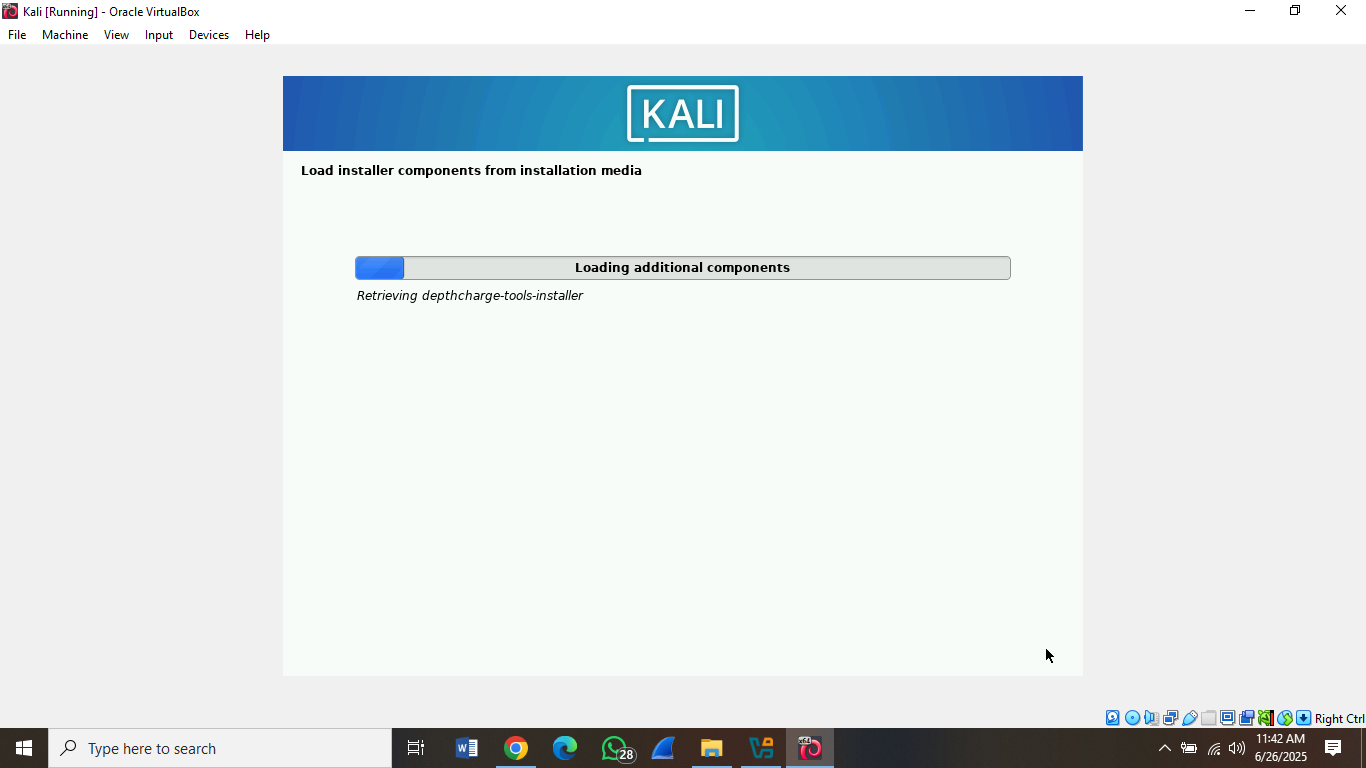 Kali [Running] - Oracle VirtualBox
File Machine View Input Devices Help
KALI
Load installer components from installation media
Loading additional components
Retrieving depthcharge-tools-installer
Right Ctrl
Type here to search
28
x64
11:42 AM
6/26/2025